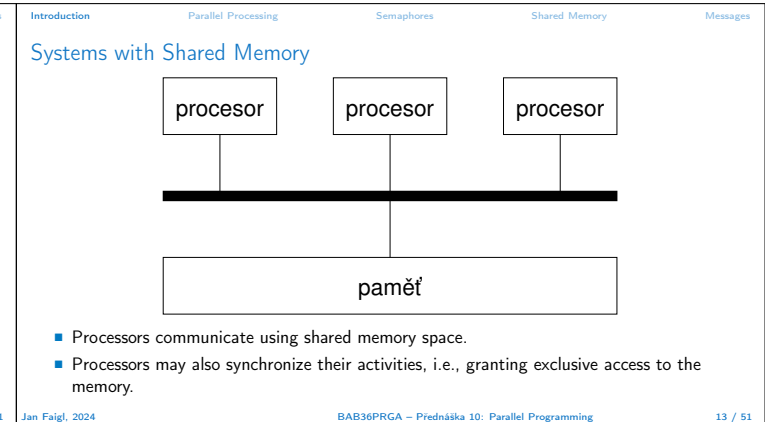 s
Introduction Parallel Processing Semaphores Shared Memory Messages
Systems with Shared Memory
procesor procesor procesor
paměť
Processors communicate using shared memory space.
Processors may also synchronize their activities, i.e., granting exclusive access to the
memory.
1 Jan Faigl, 2024 BAB36PRGA – Přednáška 10: Parallel Programming 13 / 51